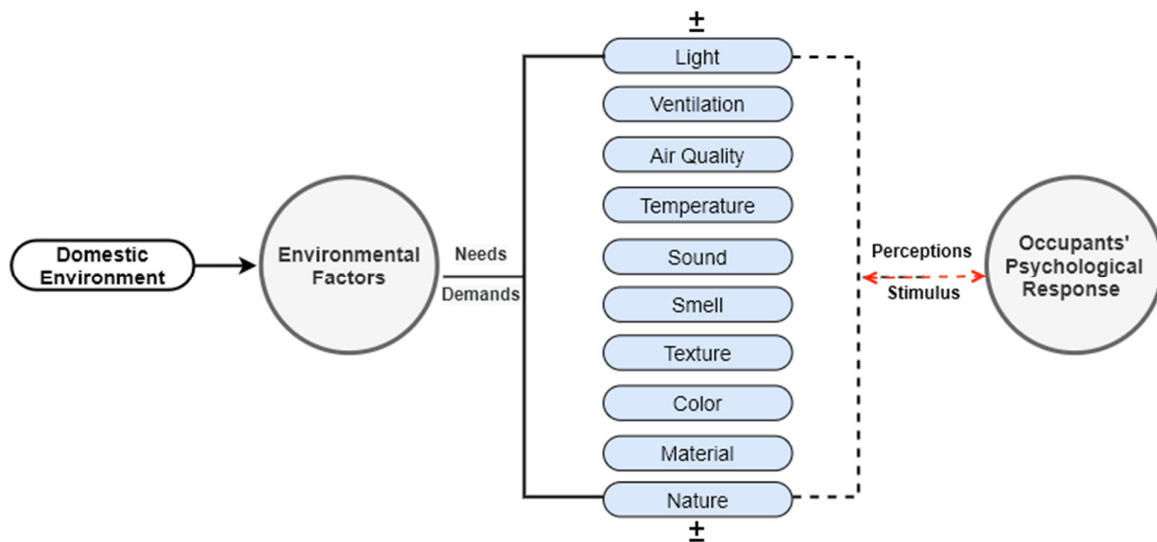 Domestic
Environment
Environmental
Factors
Needs
Demands
±
Light
Ventilation
Air Quality
Temperature
Sound
Smell
Texture
Color
Material
Nature
±
Perceptions
Stimulus
Occupants'
Psychological
Response